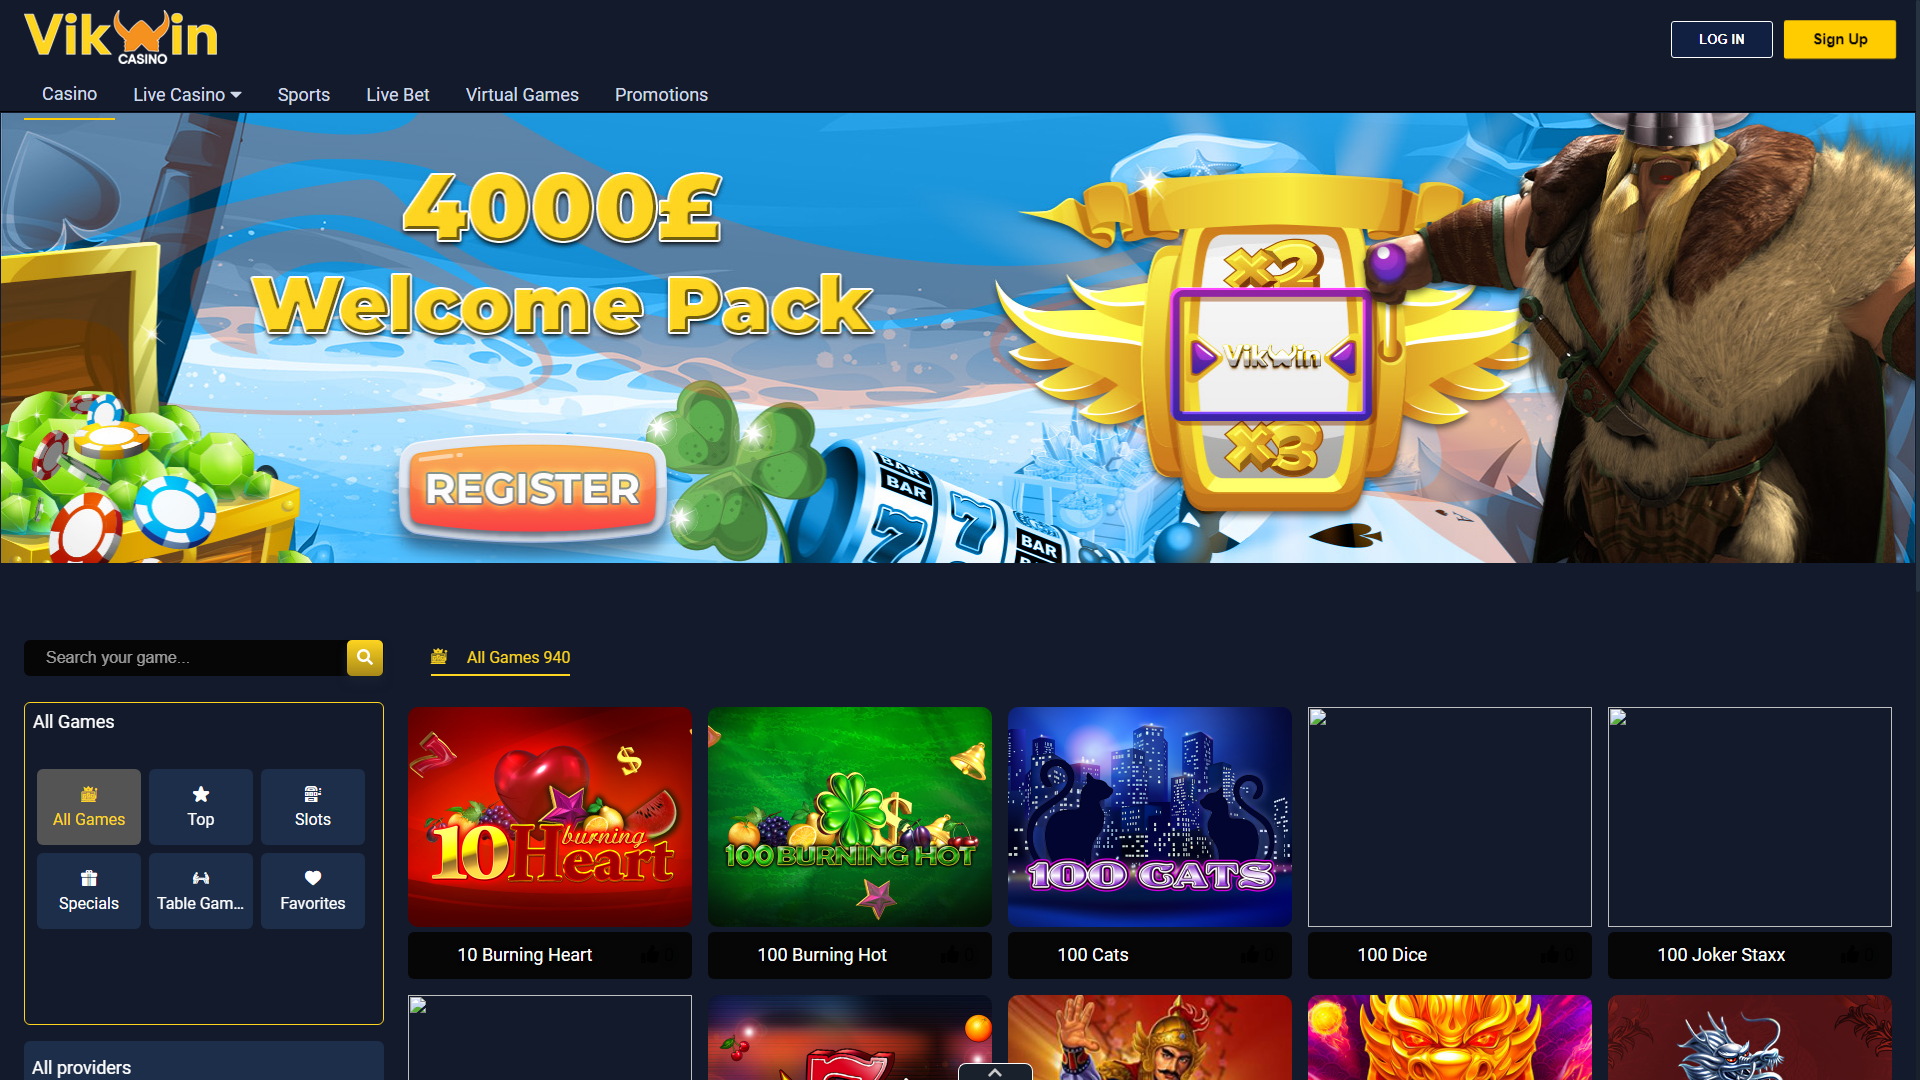 VikWin
CASINO
LOG IN
Sign Up
Casino
Live Casino
Sports
Live Bet
Virtual Games
Promotions
4000£
Welcome Pack
REGISTER
x2
VikWin
x3
BAR
BAR
7
7
BAR
Search your game...
All Games 940
All Games
All Games
Top
Slots
Specials
Table Gam...
Favorites
All providers
10 burning
Heart
100 BURNING HOT
100 CATS
10 Burning Heart
100 Burning Hot
100 Cats
100 Dice
100 Joker Staxx